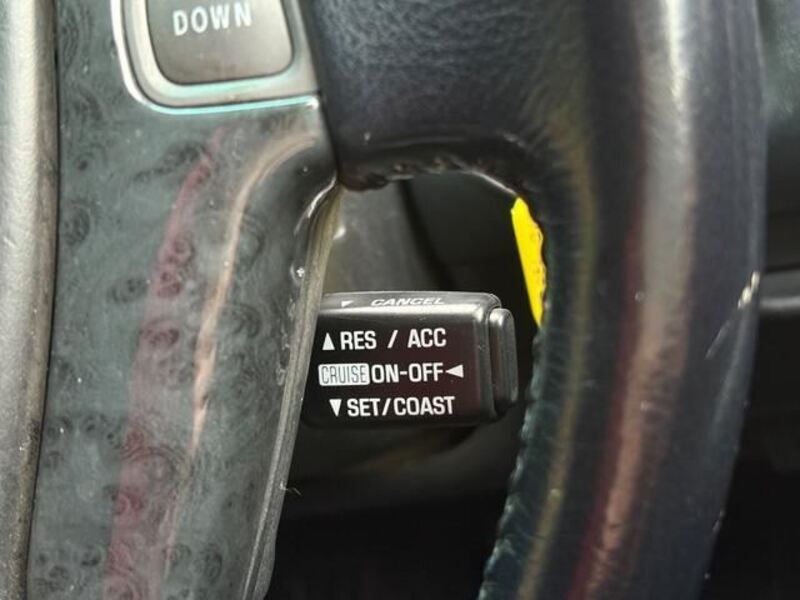 DOWN
▼ CANCEL
▲ RES / ACC
CRUISE ON-OFF ◄
▼ SET/COAST